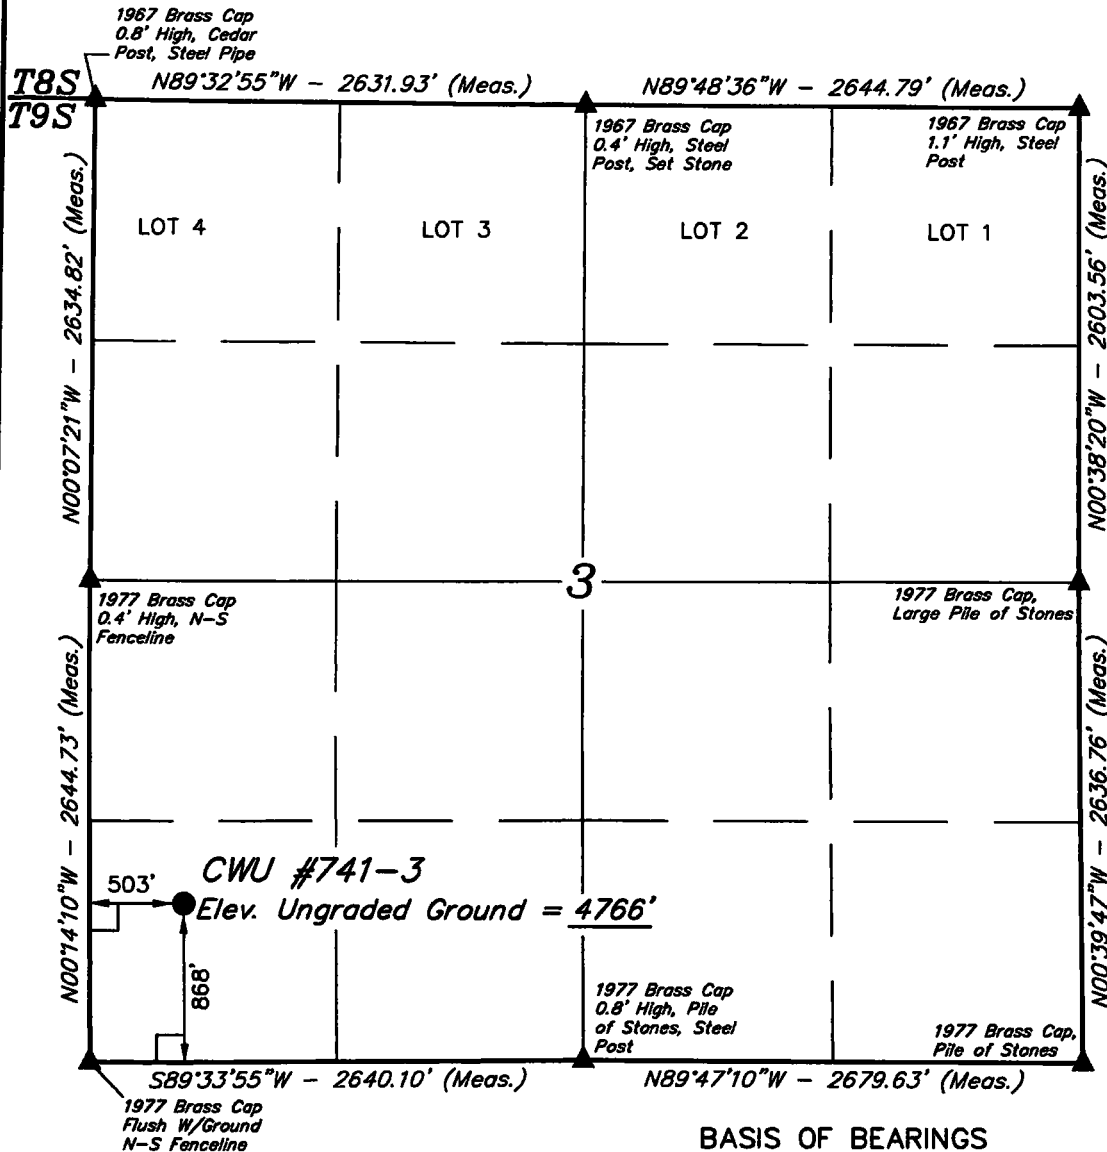 1967 Brass Cap
0.8' High, Cedar
Post, Steel Pipe
T8S
T9S
N89°32'55"W - 2631.93' (Meas.)
N89°48'36"W - 2644.79' (Meas.)
1967 Brass Cap
0.4' High, Steel
Post, Set Stone
1967 Brass Cap
1.1' High, Steel
Post
N00°07'21"W - 2634.82' (Meas.)
LOT 4
LOT 3
LOT 2
LOT 1
N00°38'20"W - 2603.56' (Meas.)
3
1977 Brass Cap
0.4' High, N-S
Fenceline
1977 Brass Cap,
Large Pile of Stones
N00°14'10"W - 2644.73' (Meas.)
N00°39'47"W - 2636.76' (Meas.)
CWU #741-3
503'
Elev. Ungraded Ground = 4766'
868'
1977 Brass Cap
0.8' High, Pile
of Stones, Steel
Post
1977 Brass Cap,
Pile of Stones
S89°33'55"W - 2640.10' (Meas.)
N89°47'10"W - 2679.63' (Meas.)
1977 Brass Cap
Flush W/Ground
N-S Fenceline
BASIS OF BEARINGS